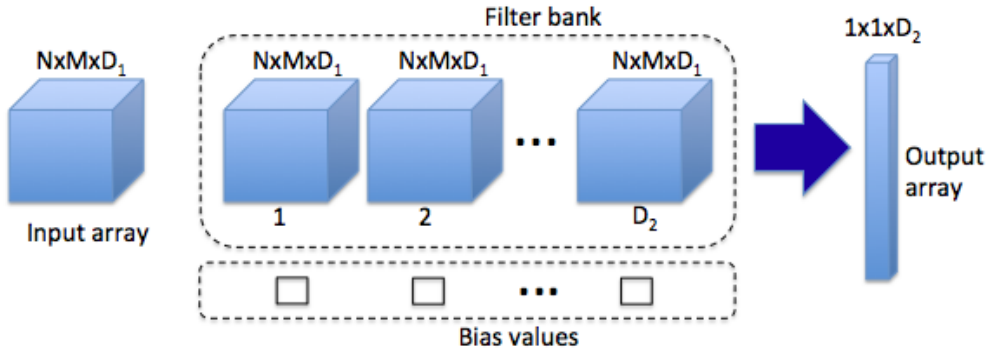 Filter bank
1x1xD₂
NxMxD₁
NxMxD₁
NxMxD₁
NxMxD₁
...
Output
array
1
2
D₂
Input array
...
Bias values